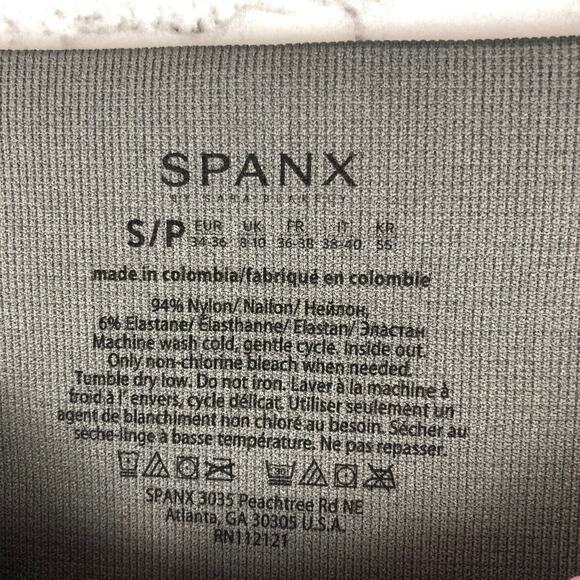 SPANX
BY SARA BLAKELY
S/P EUR UK FR IT KR
34-36 8-10 36-38 38-40 55
made in colombia/fabriqué en colombie
94% Nylon/ Nailon/ Нейлон,
6% Elastane/ Élasthanne/ Elastan/ Эластан
Machine wash cold, gentle cycle. Inside out.
Only non-chlorine bleach when needed.
Tumble dry low. Do not iron. Laver à la machine à
froid à l'envers, cycle délicat. Utiliser seulement un
agent de blanchiment non chloré au besoin. Sécher au
sèche-linge à basse température. Ne pas repasser.
30
SPANX 3035 Peachtree Rd NE
Atlanta, GA 30305 U.S.A.
RN112121